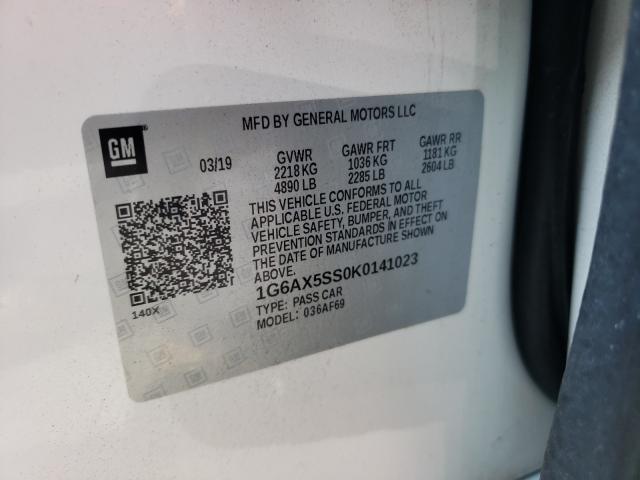 MFD BY GENERAL MOTORS LLC
GM
03/19 GVWR GAWR FRT GAWR RR
2218 KG 1036 KG 1181 KG
4890 LB 2285 LB 2604 LB
THIS VEHICLE CONFORMS TO ALL
APPLICABLE U.S. FEDERAL MOTOR
VEHICLE SAFETY, BUMPER, AND THEFT
PREVENTION STANDARDS IN EFFECT ON
THE DATE OF MANUFACTURE SHOWN
ABOVE.
1G6AX5SS0K0141023
TYPE: PASS CAR
MODEL: 036AF69
140X